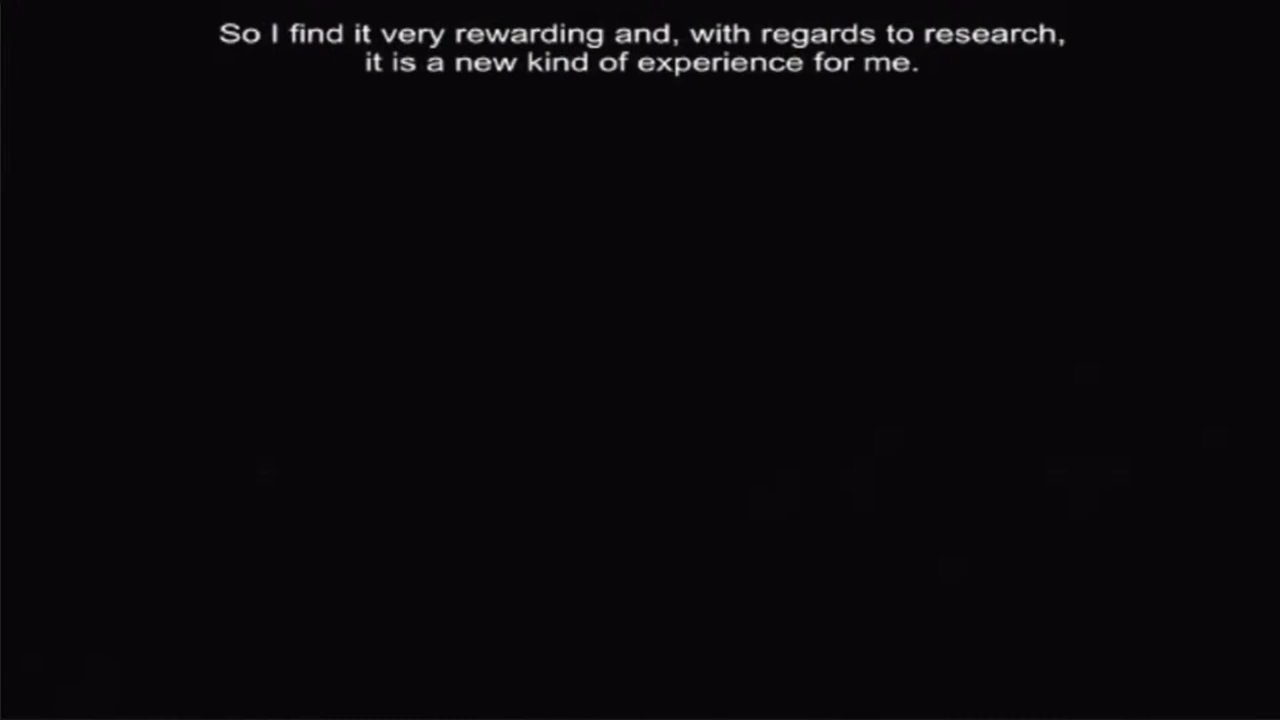 So I find it very rewarding and, with regards to research,
it is a new kind of experience for me.